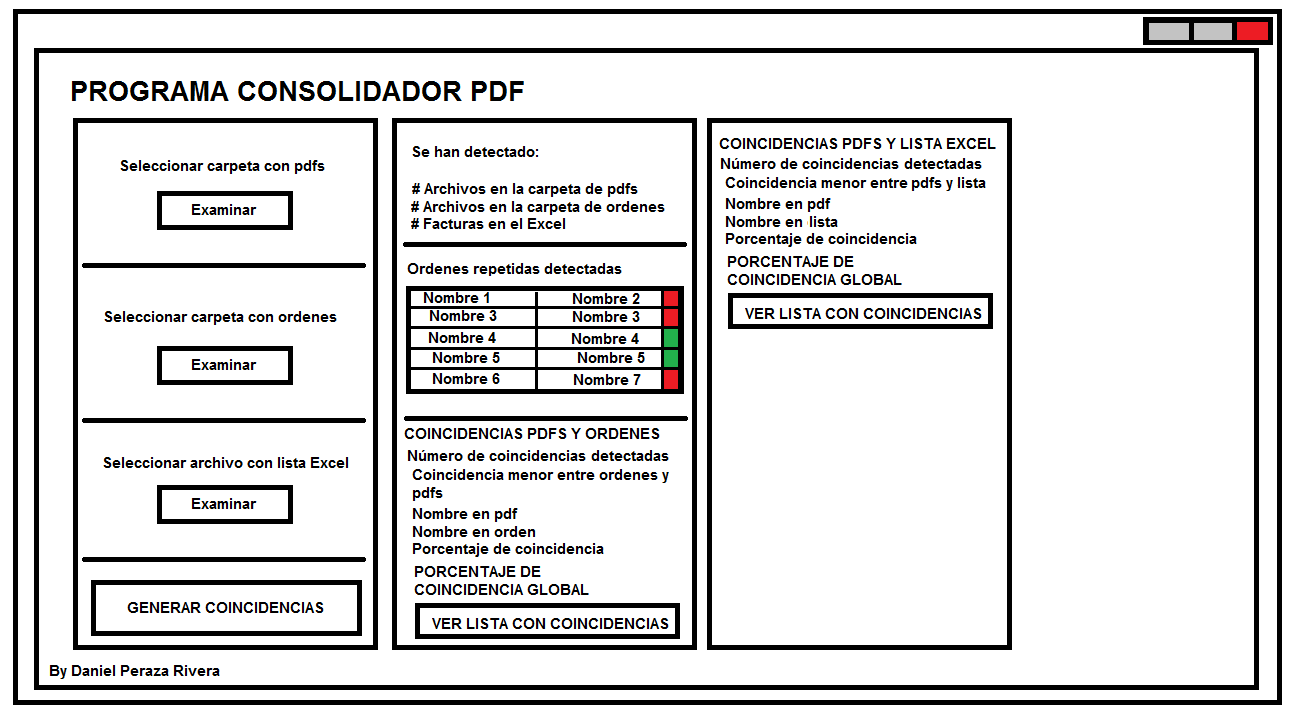 PROGRAMA CONSOLIDADOR PDF
Seleccionar carpeta con pdfs
Examinar
Seleccionar carpeta con ordenes
Examinar
Seleccionar archivo con lista Excel
Examinar
GENERAR COINCIDENCIAS
Se han detectado:
# Archivos en la carpeta de pdfs
# Archivos en la carpeta de ordenes
# Facturas en el Excel
Ordenes repetidas detectadas
Nombre 1 Nombre 2
Nombre 3 Nombre 3
Nombre 4 Nombre 4
Nombre 5 Nombre 5
Nombre 6 Nombre 7
COINCIDENCIAS PDFS Y ORDENES
Número de coincidencias detectadas
Coincidencia menor entre ordenes y
pdfs
Nombre en pdf
Nombre en orden
Porcentaje de coincidencia
PORCENTAJE DE
COINCIDENCIA GLOBAL
VER LISTA CON COINCIDENCIAS
COINCIDENCIAS PDFS Y LISTA EXCEL
Número de coincidencias detectadas
Coincidencia menor entre pdfs y lista
Nombre en pdf
Nombre en lista
Porcentaje de coincidencia
PORCENTAJE DE
COINCIDENCIA GLOBAL
VER LISTA CON COINCIDENCIAS
By Daniel Peraza Rivera